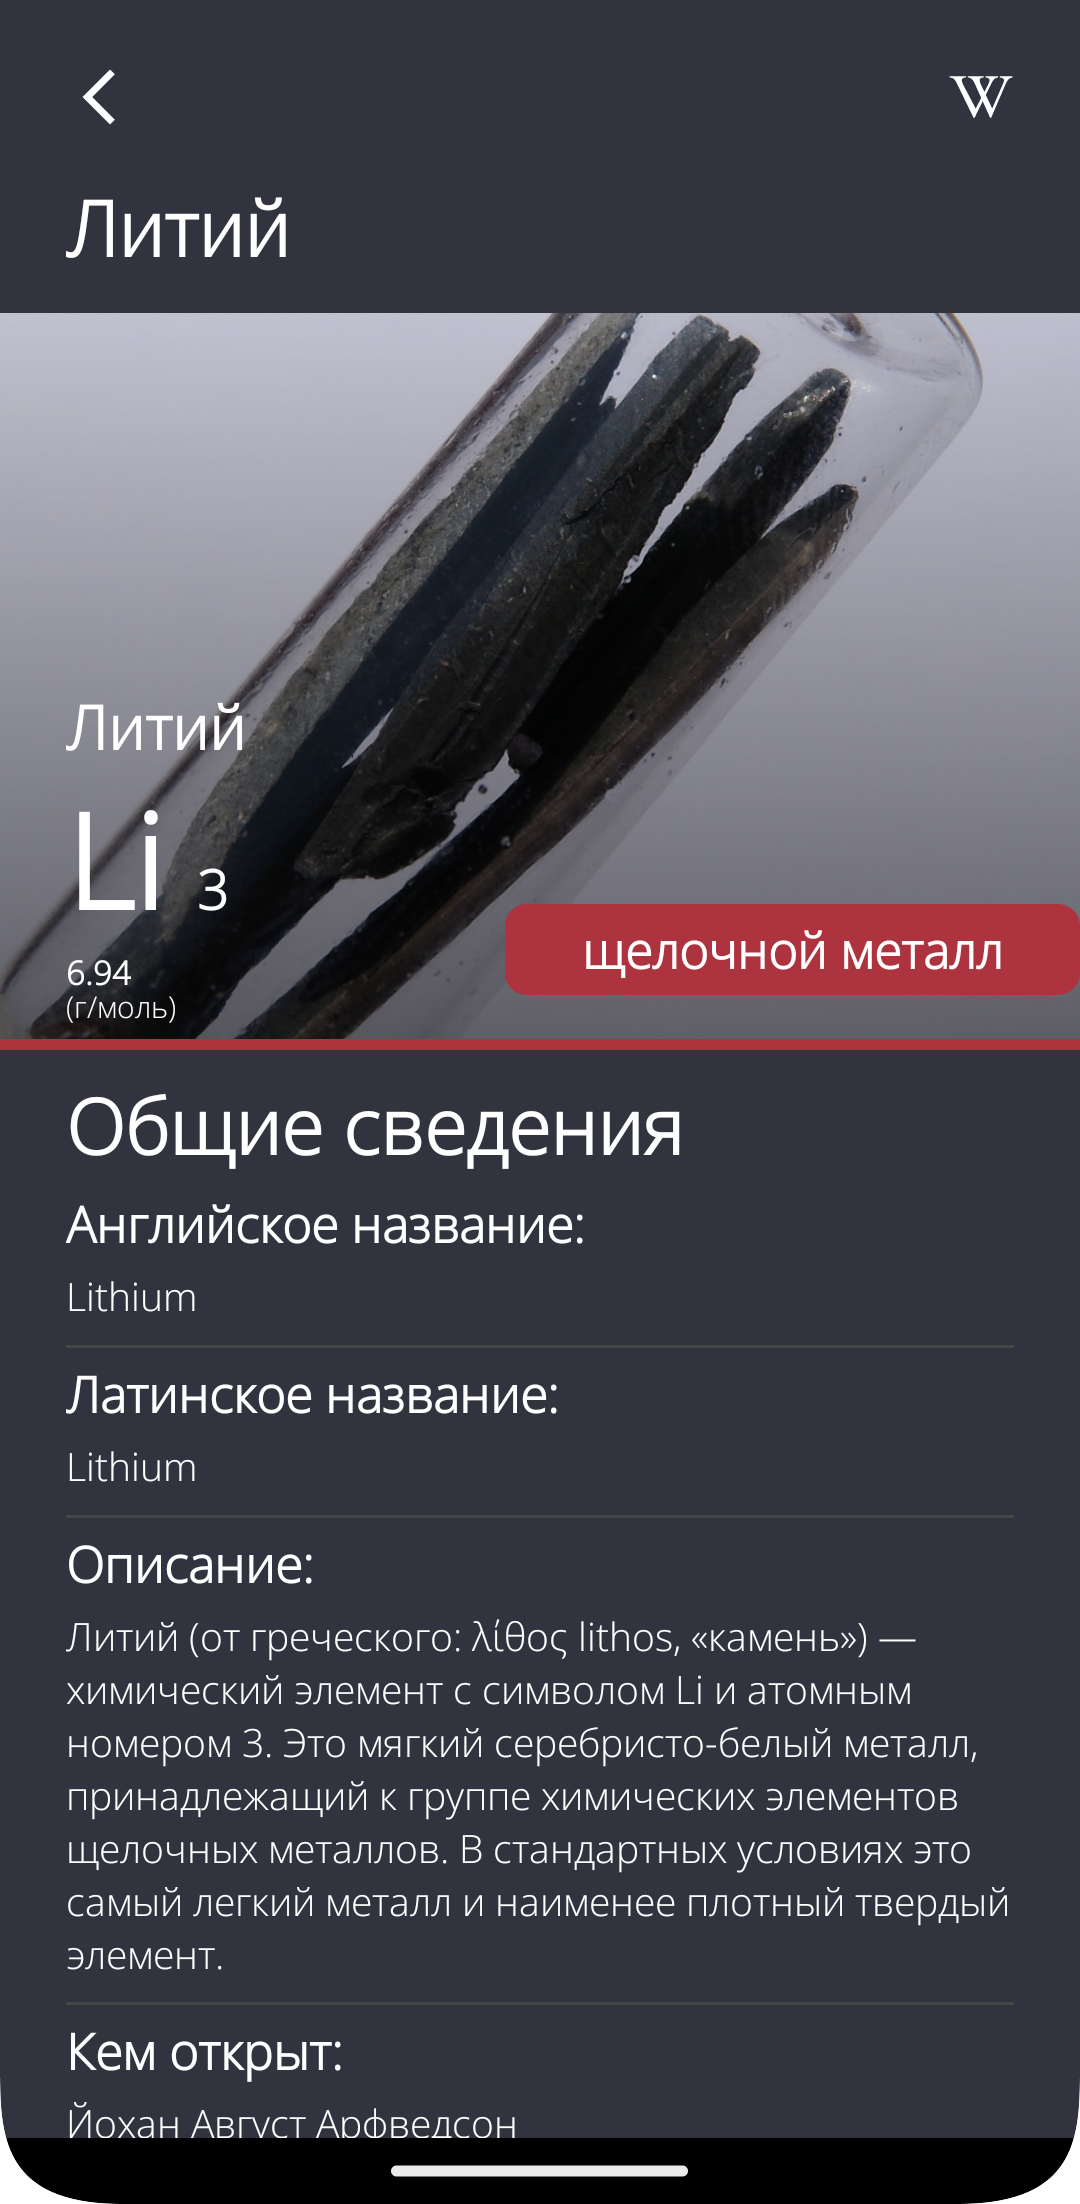 W
Литий
Литий
Li 3
6.94
(г/моль)
щелочной металл
Общие сведения
Английское название:
Lithium
Латинское название:
Lithium
Описание:
Литий (от греческого: λίθος lithos, «камень») —
химический элемент с символом Li и атомным
номером 3. Это мягкий серебристо-белый металл,
принадлежащий к группе химических элементов
щелочных металлов. В стандартных условиях это
самый легкий металл и наименее плотный твердый
элемент.
Кем открыт:
Йохан Август Арфведсон